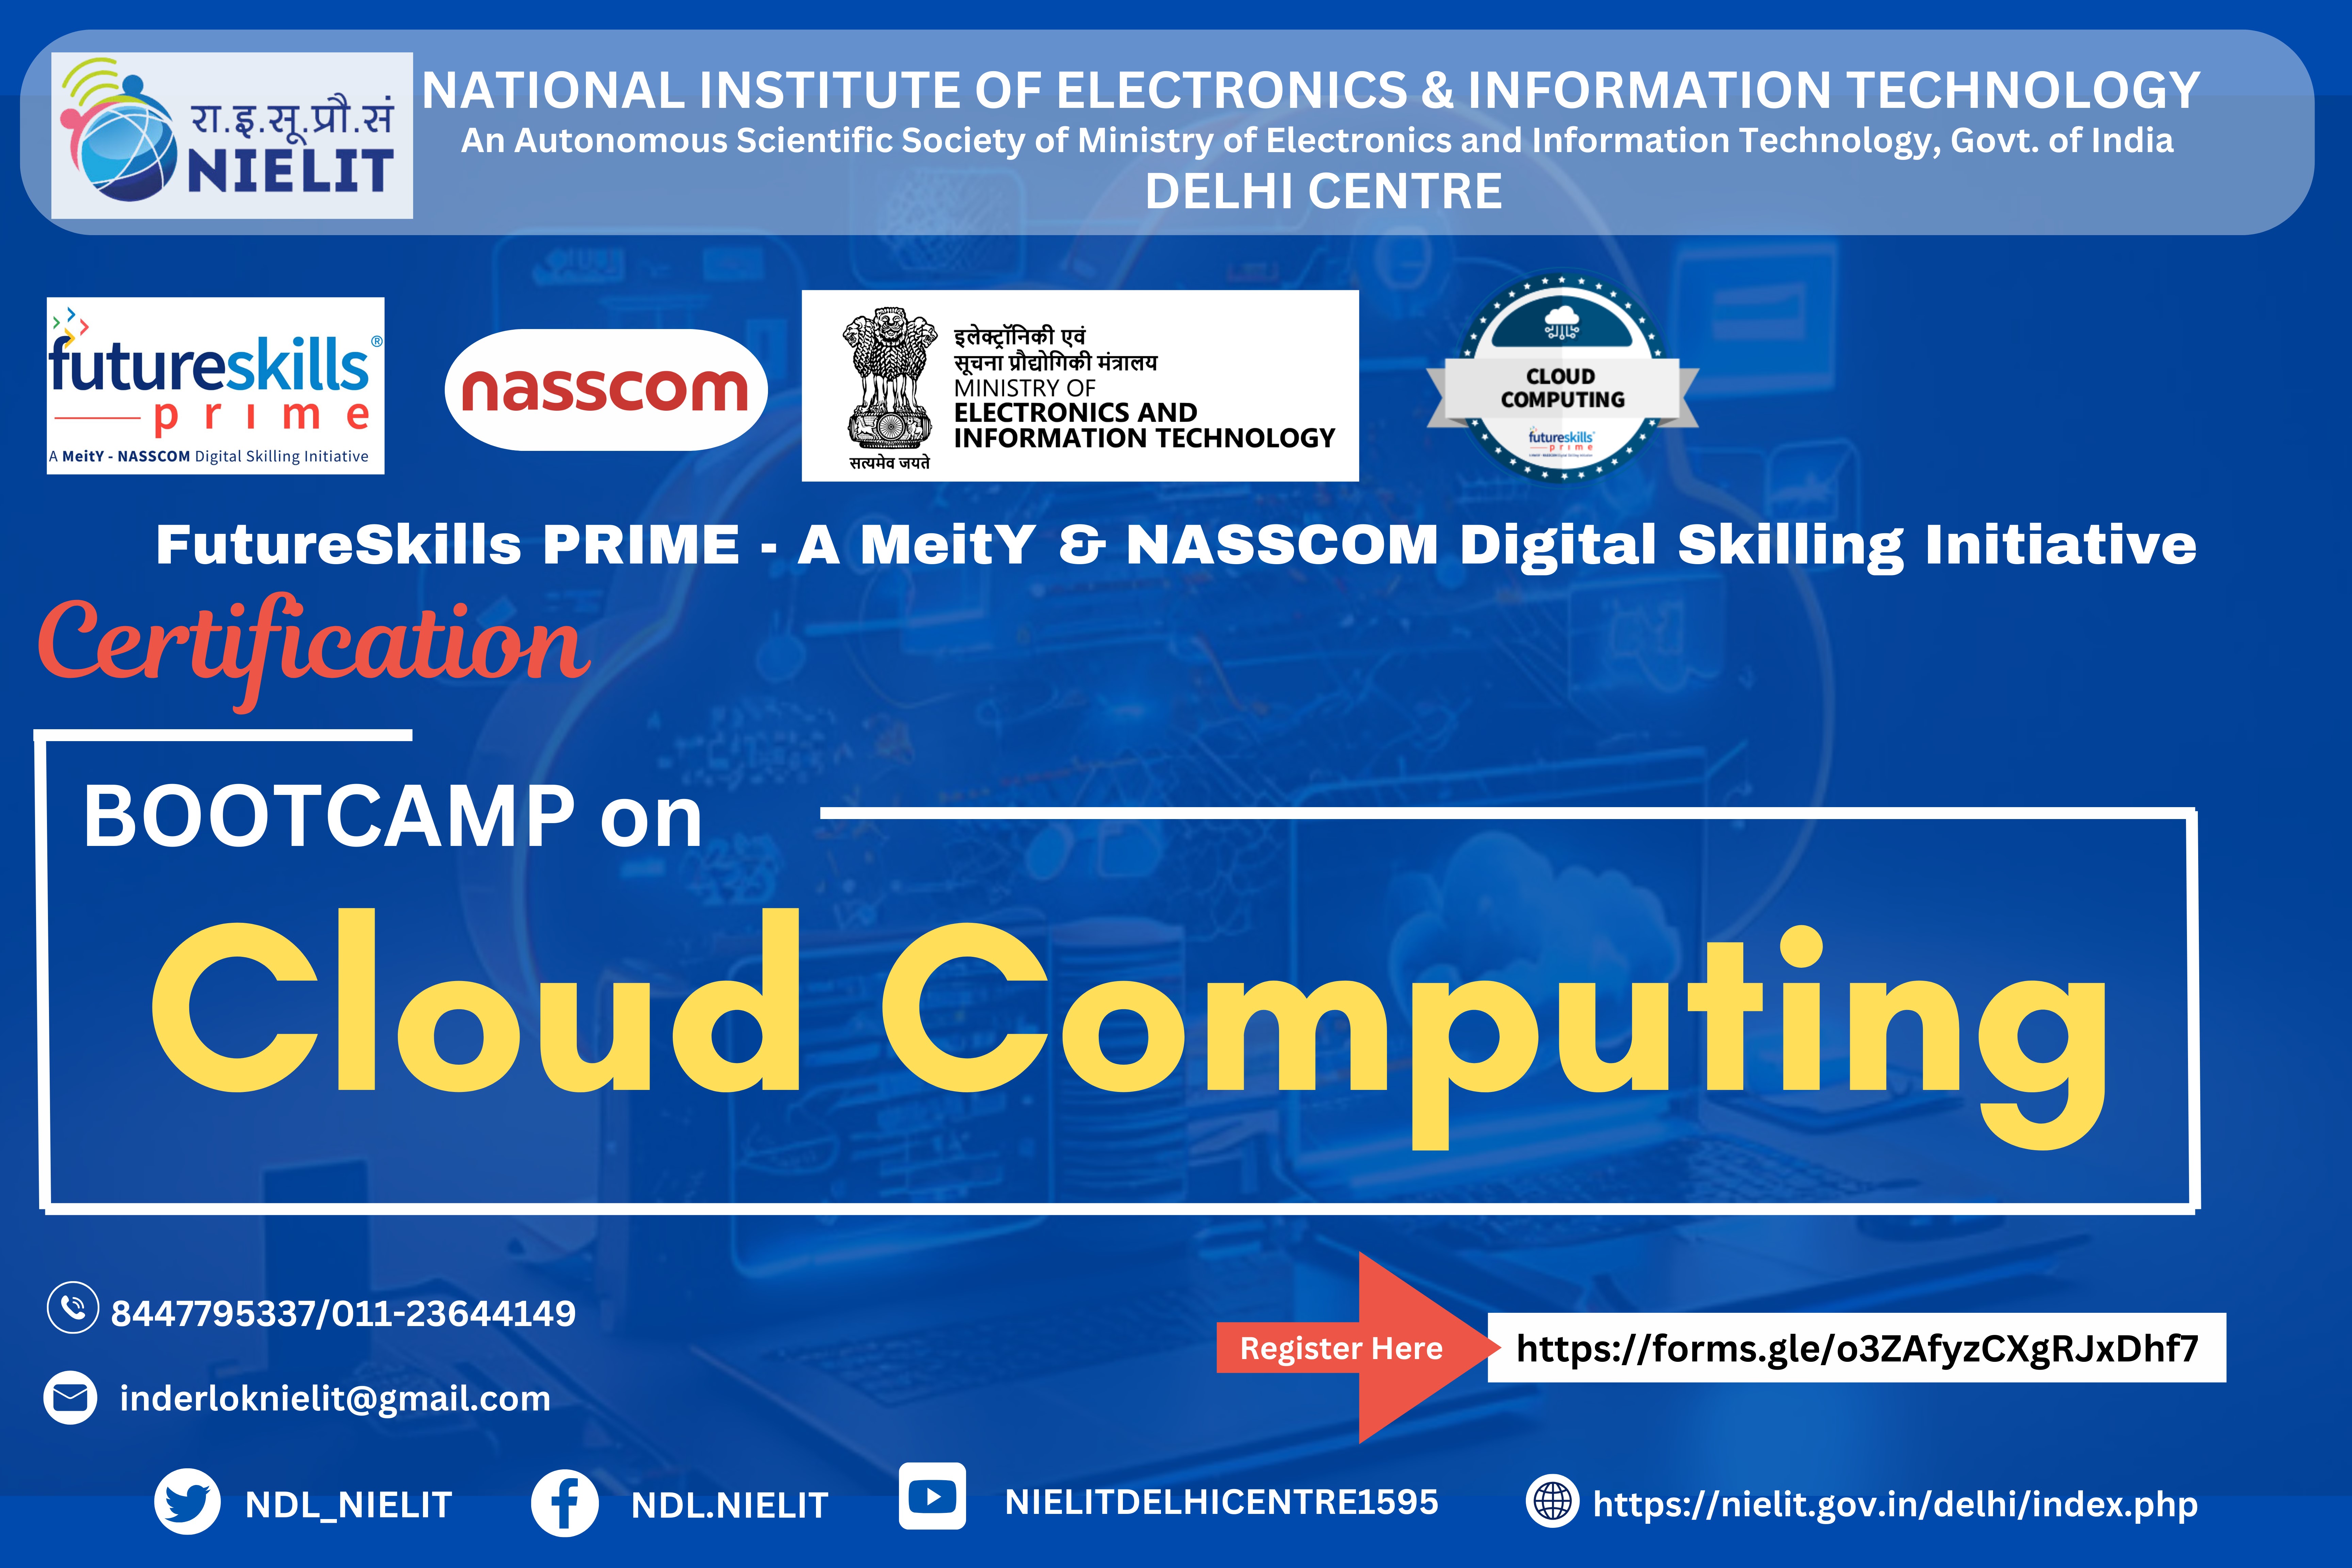 रा.इ.सू.प्रौ.सं
NIELIT
NATIONAL INSTITUTE OF ELECTRONICS & INFORMATION TECHNOLOGY
An Autonomous Scientific Society of Ministry of Electronics and Information Technology, Govt. of India
DELHI CENTRE
futureskills®
prime
A MeitY - NASSCOM Digital Skilling Initiative
nasscom
इलेक्ट्रॉनिकी एवं
सूचना प्रौद्योगिकी मंत्रालय
MINISTRY OF
ELECTRONICS AND
INFORMATION TECHNOLOGY
सत्यमेव जयते
CLOUD
COMPUTING
futureskills
prime
FutureSkills PRIME - A MeitY & NASSCOM Digital Skilling Initiative
Certification
BOOTCAMP on
Cloud Computing
8447795337/011-23644149
Register Here
https://forms.gle/o3ZAfyzCXgRJxDhf7
inderloknielit@gmail.com
NDL_NIELIT
NDL.NIELIT
NIELITDELHICENTRE1595
https://nielit.gov.in/delhi/index.php